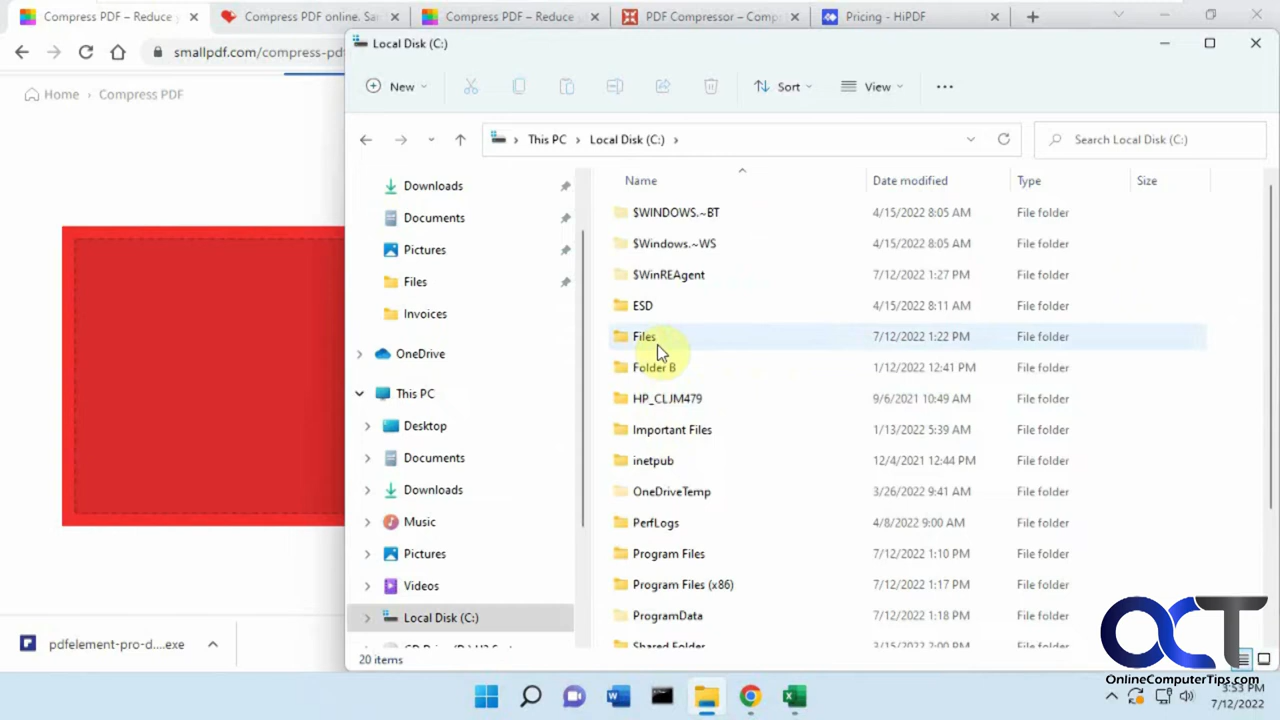 Compress PDF – Reduce
Compress PDF online. Sar
Compress PDF – Reduce
PDF Compressor – Comp
Pricing - HiPDF
smallpdf.com/compress-pdf
Home > Compress PDF
Local Disk (C:)
New
Sort
View
This PC > Local Disk (C:) >
Search Local Disk (C:)
Downloads
Documents
Pictures
Files
Invoices
OneDrive
This PC
Desktop
Documents
Downloads
Music
Pictures
Videos
Local Disk (C:)
Name Date modified Type Size
$WINDOWS.~BT 4/15/2022 8:05 AM File folder
$Windows.~WS 4/15/2022 8:05 AM File folder
$WinREAgent 7/12/2022 1:27 PM File folder
ESD 4/15/2022 8:11 AM File folder
Files 7/12/2022 1:22 PM File folder
Folder B 1/12/2022 12:41 PM File folder
HP_CLJM479 9/6/2021 10:49 AM File folder
Important Files 1/13/2022 5:39 AM File folder
inetpub 12/4/2021 12:44 PM File folder
OneDriveTemp 3/26/2022 9:41 AM File folder
PerfLogs 4/8/2022 9:00 AM File folder
Program Files 7/12/2022 1:10 PM File folder
Program Files (x86) 7/12/2022 1:17 PM File folder
ProgramData 7/12/2022 1:18 PM File folder
Shared Folder
20 items
pdfelement-pro-d....exe
OCT
OnlineComputerTips.com
3:53 PM
7/12/2022